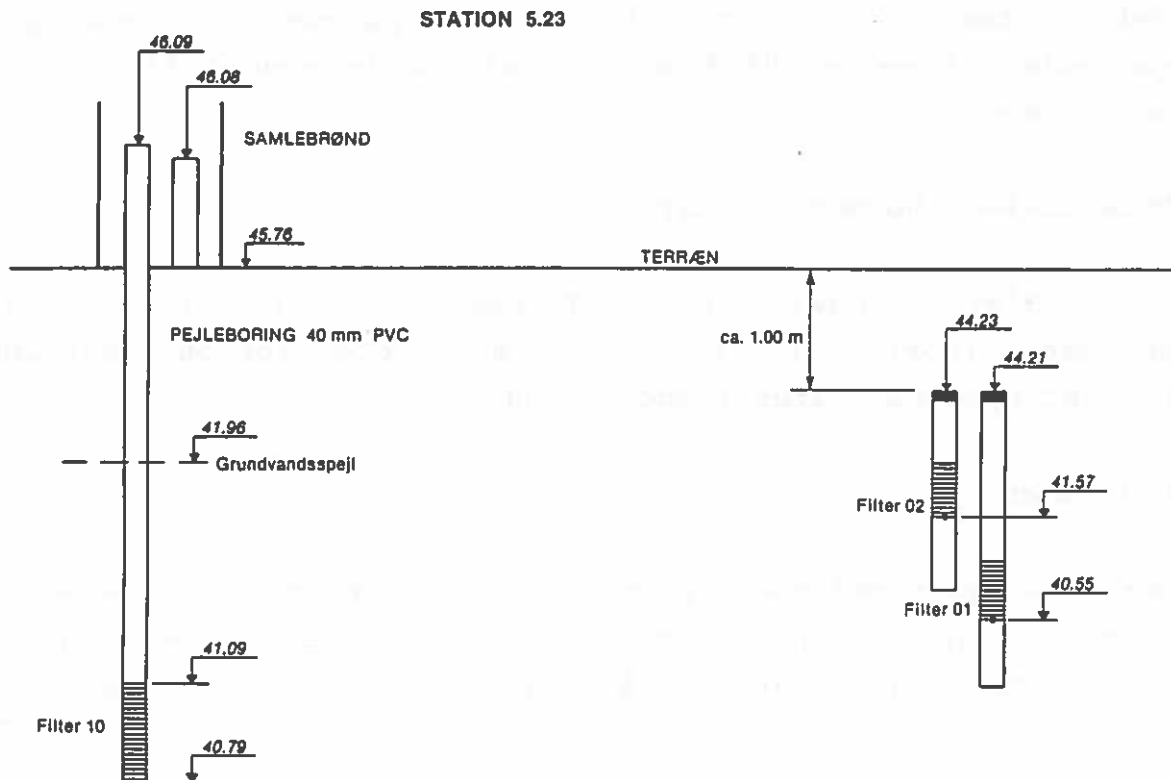 STATION 5.23
46.09
46.08
SAMLEBRØND
45.76
TERRÆN
PEJLEBORING 40 mm PVC
ca. 1.00 m
44.23
44.21
41.96
Grundvandsspejl
41.57
Filter 02
40.55
Filter 01
41.09
Filter 10
40.79